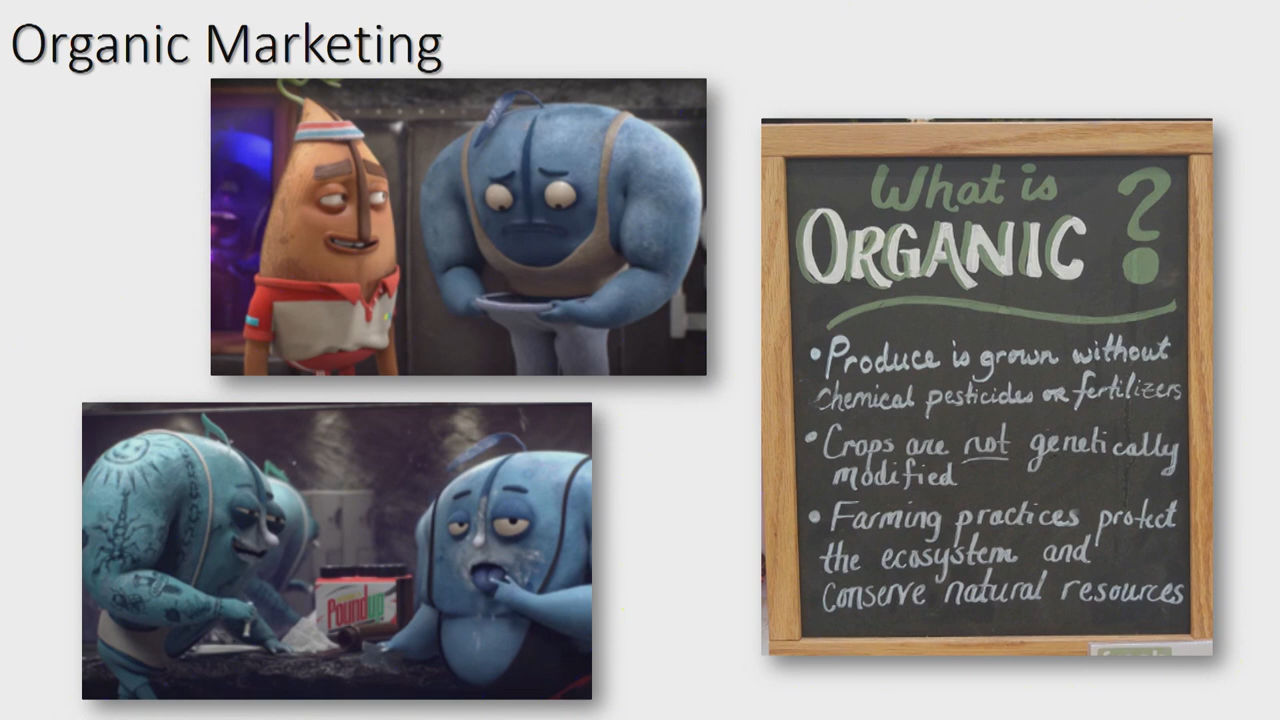 Organic Marketing
What is
ORGANIC ?
• Produce is grown without
chemical pesticides or fertilizers
• Crops are not genetically
modified
• Farming practices protect
the ecosystem and
conserve natural resources
Poundup